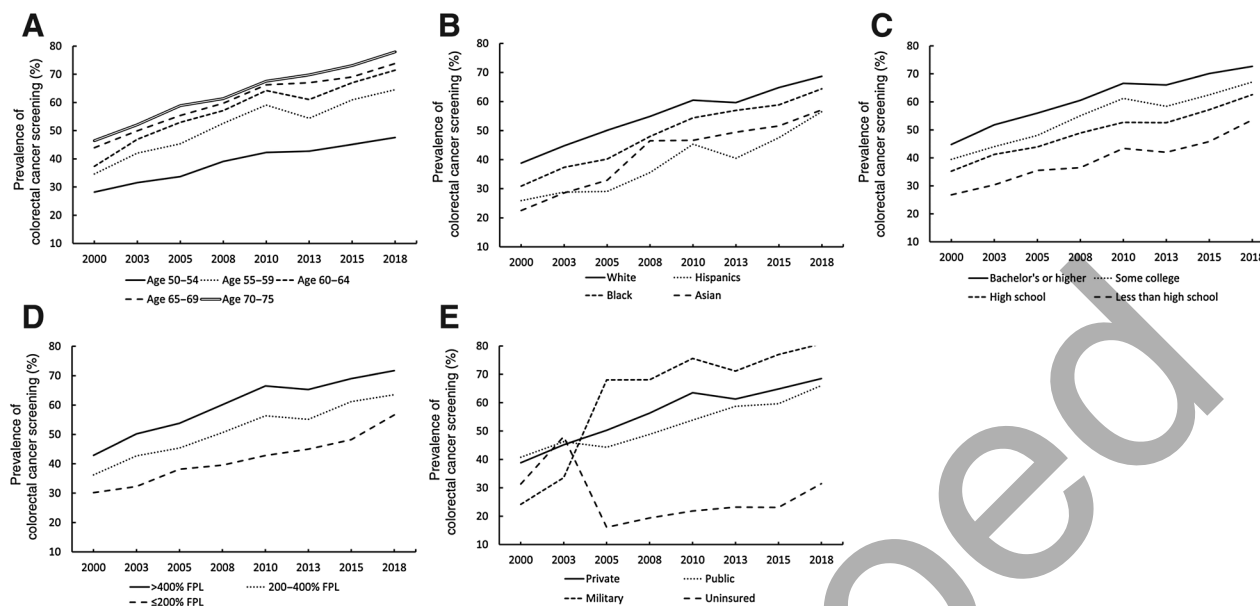 A
Prevalence of
colorectal cancer screening (%)
80
70
60
50
40
30
20
10
2000 2003 2005 2008 2010 2013 2015 2018
Age 50–54 Age 55–59 Age 60–64
Age 65–69 Age 70–75
B
Prevalence of
colorectal cancer screening (%)
80
70
60
50
40
30
20
10
2000 2003 2005 2008 2010 2013 2015 2018
White Hispanics
Black Asian
C
Prevalence of
colorectal cancer screening (%)
80
70
60
50
40
30
20
10
2000 2003 2005 2008 2010 2013 2015 2018
Bachelor's or higher Some college
High school Less than high school
D
Prevalence of
colorectal cancer screening (%)
80
70
60
50
40
30
20
10
2000 2003 2005 2008 2010 2013 2015 2018
>400% FPL 200–400% FPL
≤200% FPL
E
Prevalence of
colorectal cancer screening (%)
80
70
60
50
40
30
20
10
2000 2003 2005 2008 2010 2013 2015 2018
Private Public
Military Uninsured